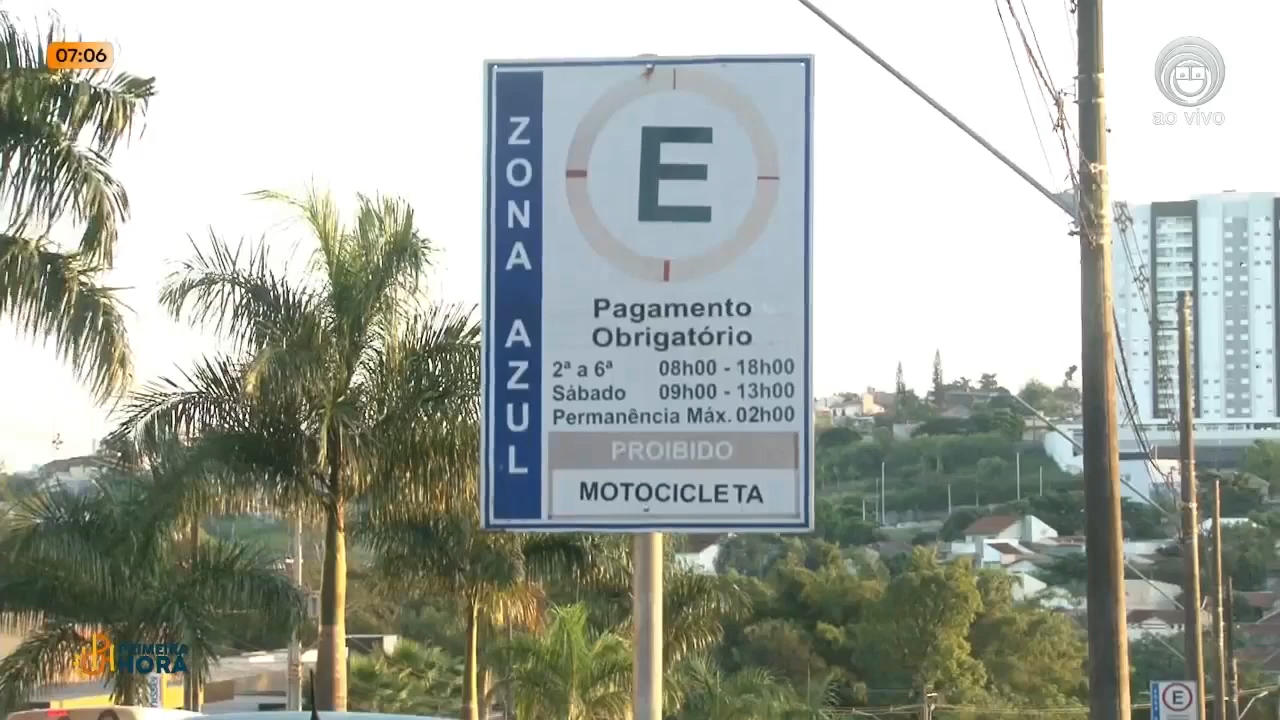 07:06
ao vivo
ZONA AZUL
E
Pagamento
Obrigatório
2ª a 6ª 08h00 - 18h00
Sábado 09h00 - 13h00
Permanência Máx. 02h00
PROIBIDO
MOTOCICLETA
PRIMEIRA
HORA
E